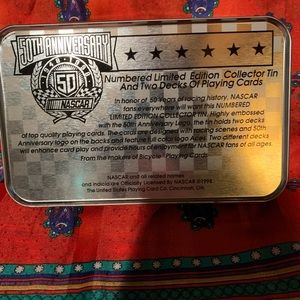 50TH ANNIVERSARY
1948-1998
50
NASCAR
Numbered Limited Edition Collector Tin
And Two Decks Of Playing Cards
In honor of 50 years of racing history, NASCAR
fans everywhere will want this NUMBERED
LIMITED EDITION COLLECTOR TIN. Highly embossed
with the 50th Anniversary Logo, the tin holds two decks
of top quality playing cards. The cards are designed with racing scenes and 50th
Anniversary logo on the backs and feature full color logo Aces. Two different decks
will enhance card play and provide hours of enjoyment for NASCAR fans of all ages.
From the makers of Bicycle® Playing Cards
NASCAR and all related names
and indicia are Officially Licensed By NASCAR ©1998
The United States Playing Card Co. Cincinnati, OH.